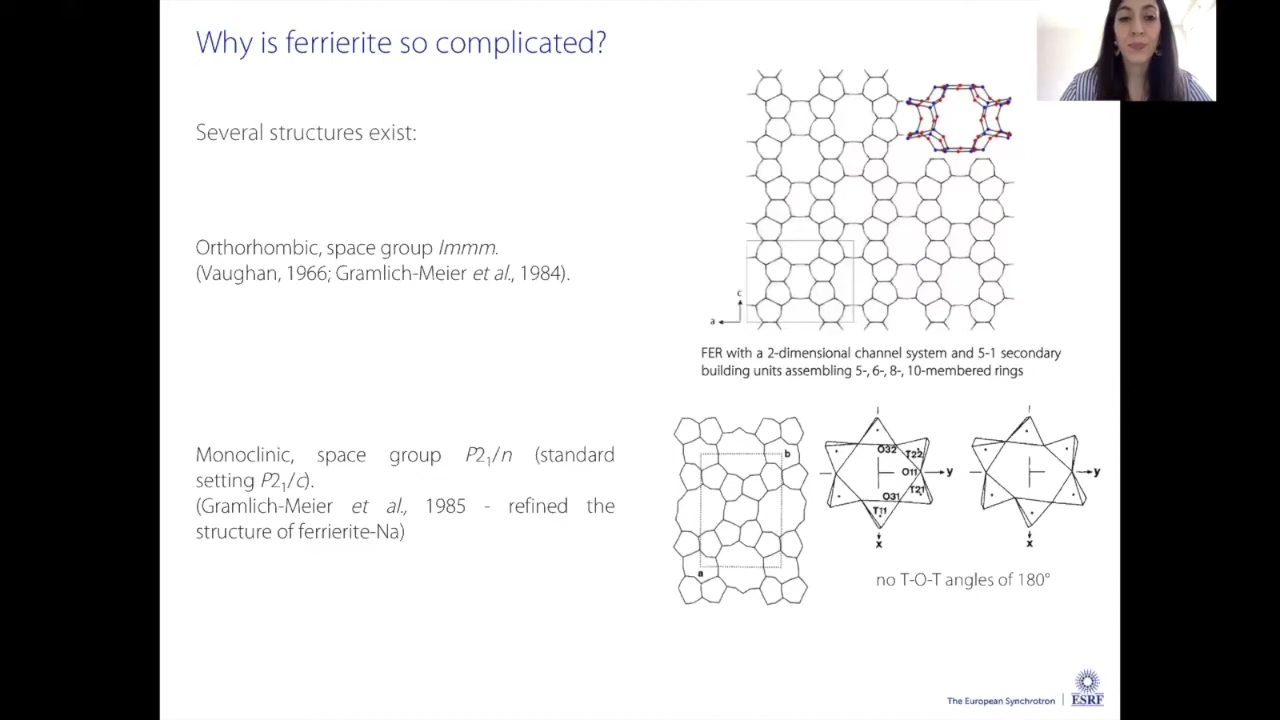 Why is ferrierite so complicated?
Several structures exist:
Orthorhombic, space group Immm.
(Vaughan, 1966; Gramlich-Meier et al., 1984).
c
a
FER with a 2-dimensional channel system and 5-1 secondary
building units assembling 5-, 6-, 8-, 10-membered rings
Monoclinic, space group P2₁/n (standard
setting P2₁/c).
(Gramlich-Meier et al., 1985 - refined the
structure of ferrierite-Na)
b
a
O32
T22
O11
y
T21
O31
T11
x
y
x
no T-O-T angles of 180°
The European Synchrotron
ESRF